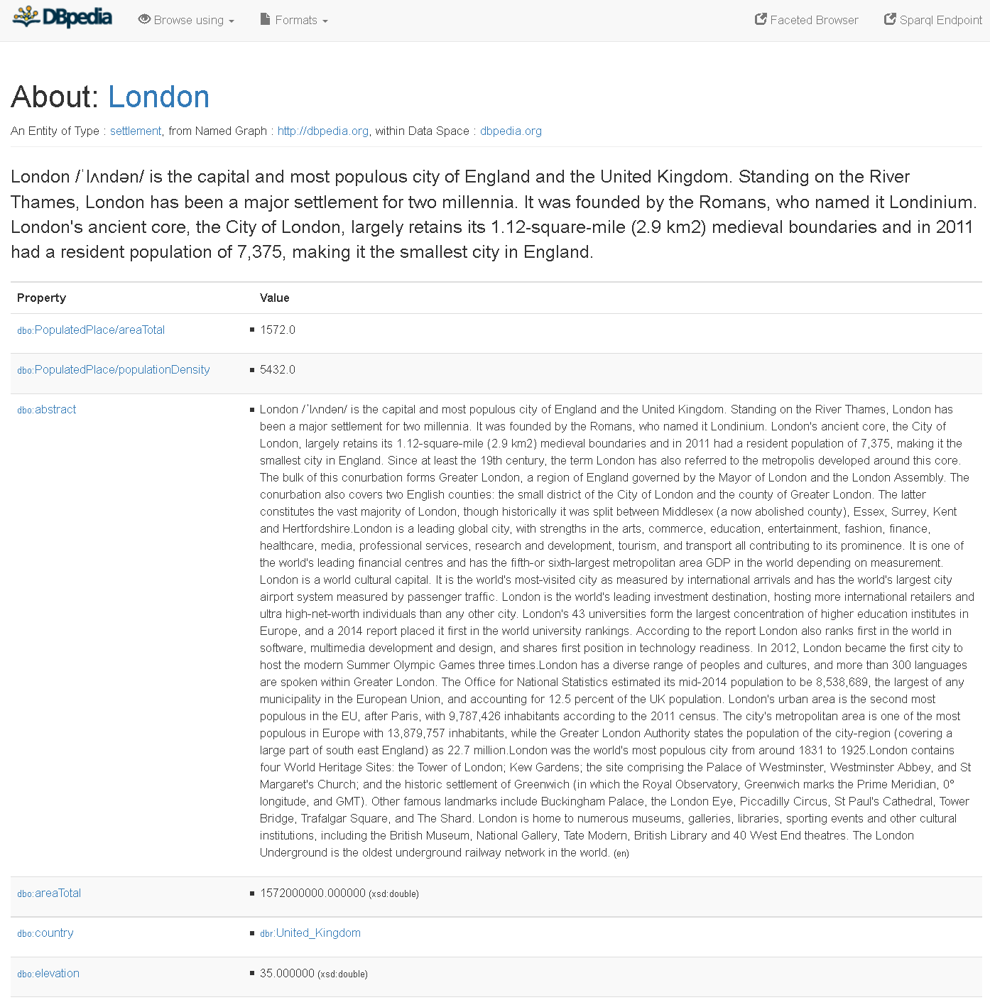 DBpedia Browse using Formats Faceted Browser Sparql Endpoint
About: London
An Entity of Type : settlement, from Named Graph : http://dbpedia.org, within Data Space : dbpedia.org
London /ˈlʌndən/ is the capital and most populous city of England and the United Kingdom. Standing on the River
Thames, London has been a major settlement for two millennia. It was founded by the Romans, who named it Londinium.
London's ancient core, the City of London, largely retains its 1.12-square-mile (2.9 km2) medieval boundaries and in 2011
had a resident population of 7,375, making it the smallest city in England.
Property Value
dbo:PopulatedPlace/areaTotal ▪ 1572.0
dbo:PopulatedPlace/populationDensity ▪ 5432.0
dbo:abstract ▪ London /ˈlʌndən/ is the capital and most populous city of England and the United Kingdom. Standing on the River Thames, London has
been a major settlement for two millennia. It was founded by the Romans, who named it Londinium. London's ancient core, the City of
London, largely retains its 1.12-square-mile (2.9 km2) medieval boundaries and in 2011 had a resident population of 7,375, making it the
smallest city in England. Since at least the 19th century, the term London has also referred to the metropolis developed around this core.
The bulk of this conurbation forms Greater London, a region of England governed by the Mayor of London and the London Assembly. The
conurbation also covers two English counties: the small district of the City of London and the county of Greater London. The latter
constitutes the vast majority of London, though historically it was split between Middlesex (a now abolished county), Essex, Surrey, Kent
and Hertfordshire.London is a leading global city, with strengths in the arts, commerce, education, entertainment, fashion, finance,
healthcare, media, professional services, research and development, tourism, and transport all contributing to its prominence. It is one of
the world's leading financial centres and has the fifth-or sixth-largest metropolitan area GDP in the world depending on measurement.
London is a world cultural capital. It is the world's most-visited city as measured by international arrivals and has the world's largest city
airport system measured by passenger traffic. London is the world's leading investment destination, hosting more international retailers and
ultra high-net-worth individuals than any other city. London's 43 universities form the largest concentration of higher education institutes in
Europe, and a 2014 report placed it first in the world university rankings. According to the report London also ranks first in the world in
software, multimedia development and design, and shares first position in technology readiness. In 2012, London became the first city to
host the modern Summer Olympic Games three times.London has a diverse range of peoples and cultures, and more than 300 languages
are spoken within Greater London. The Office for National Statistics estimated its mid-2014 population to be 8,538,689, the largest of any
municipality in the European Union, and accounting for 12.5 percent of the UK population. London's urban area is the second most
populous in the EU, after Paris, with 9,787,426 inhabitants according to the 2011 census. The city's metropolitan area is one of the most
populous in Europe with 13,879,757 inhabitants, while the Greater London Authority states the population of the city-region (covering a
large part of south east England) as 22.7 million.London was the world's most populous city from around 1831 to 1925.London contains
four World Heritage Sites: the Tower of London; Kew Gardens; the site comprising the Palace of Westminster, Westminster Abbey, and St
Margaret's Church; and the historic settlement of Greenwich (in which the Royal Observatory, Greenwich marks the Prime Meridian, 0°
longitude, and GMT). Other famous landmarks include Buckingham Palace, the London Eye, Piccadilly Circus, St Paul's Cathedral, Tower
Bridge, Trafalgar Square, and The Shard. London is home to numerous museums, galleries, libraries, sporting events and other cultural
institutions, including the British Museum, National Gallery, Tate Modern, British Library and 40 West End theatres. The London
Underground is the oldest underground railway network in the world. (en)
dbo:areaTotal ▪ 1572000000.000000 (xsd:double)
dbo:country ▪ dbr:United_Kingdom
dbo:elevation ▪ 35.000000 (xsd:double)